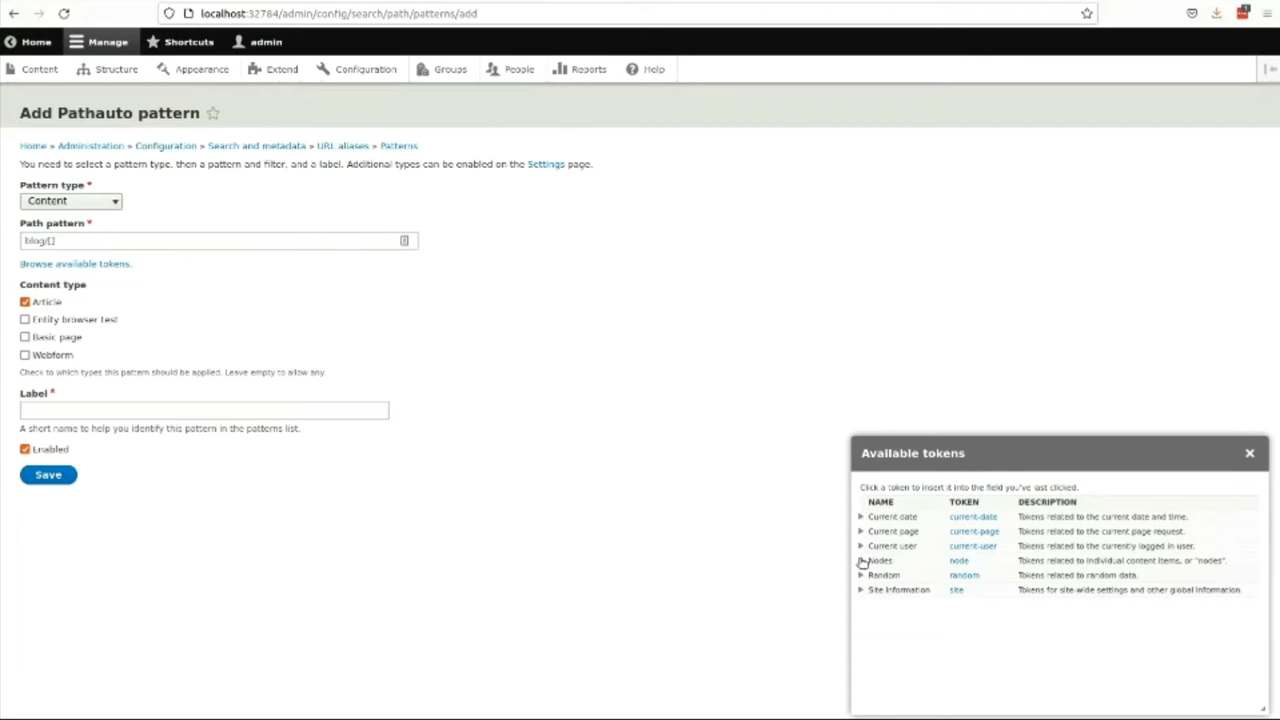 localhost:32784/admin/config/search/path/patterns/add
Home Manage Shortcuts admin
Content Structure Appearance Extend Configuration Groups People Reports Help
Add Pathauto pattern
Home » Administration » Configuration » Search and metadata » URL aliases » Patterns
You need to select a pattern type, then a pattern and filter, and a label. Additional types can be enabled on the Settings page.
Pattern type *
Content
Path pattern *
blog/[]
Browse available tokens.
Content type
Article
Entity browser test
Basic page
Webform
Check to which types this pattern should be applied. Leave empty to allow any.
Label *
A short name to help you identify this pattern in the patterns list.
Enabled
Save
Available tokens
Click a token to insert it into the field you've last clicked.
NAME TOKEN DESCRIPTION
Current date current-date Tokens related to the current date and time.
Current page current-page Tokens related to the current page request.
Current user current-user Tokens related to the currently logged in user.
Nodes node Tokens related to individual content items, or "nodes".
Random random Tokens related to random data.
Site information site Tokens for site-wide settings and other global information.